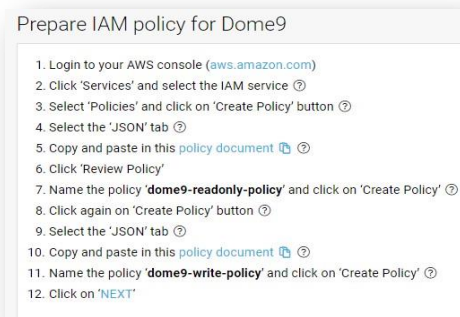 Prepare IAM policy for Dome9
1. Login to your AWS console (aws.amazon.com)
2. Click 'Services' and select the IAM service
3. Select 'Policies' and click on 'Create Policy' button
4. Select the 'JSON' tab
5. Copy and paste in this policy document
6. Click 'Review Policy'
7. Name the policy 'dome9-readonly-policy' and click on 'Create Policy'
8. Click again on 'Create Policy' button
9. Select the 'JSON' tab
10. Copy and paste in this policy document
11. Name the policy 'dome9-write-policy' and click on 'Create Policy'
12. Click on 'NEXT'